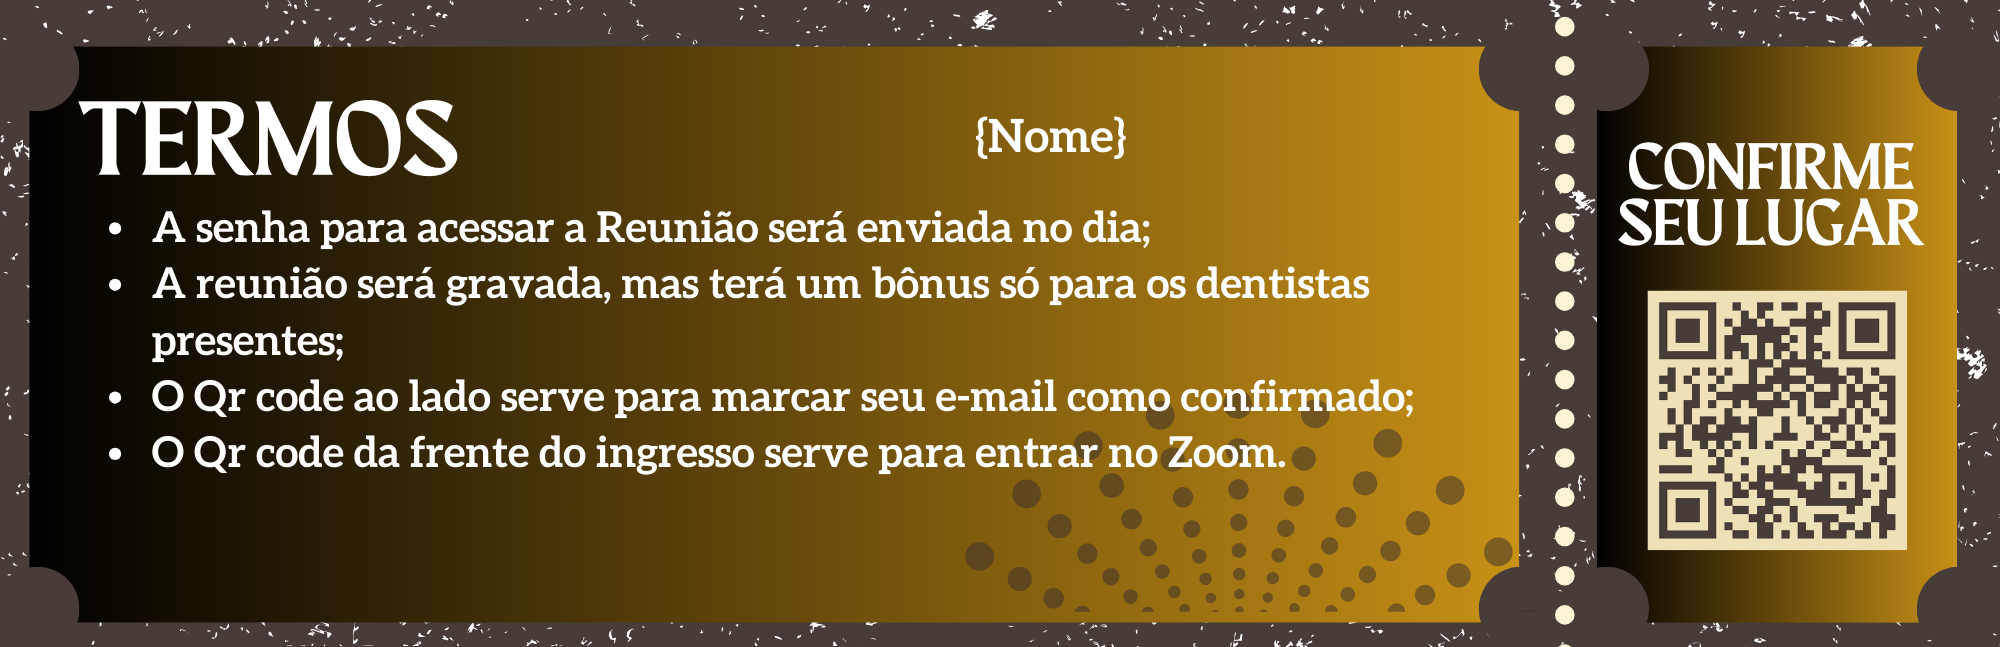 TERMOS
{Nome}
• A senha para acessar a Reunião será enviada no dia;
• A reunião será gravada, mas terá um bônus só para os dentistas
presentes;
• O Qr code ao lado serve para marcar seu e-mail como confirmado;
• O Qr code da frente do ingresso serve para entrar no Zoom.
CONFIRME
SEU LUGAR